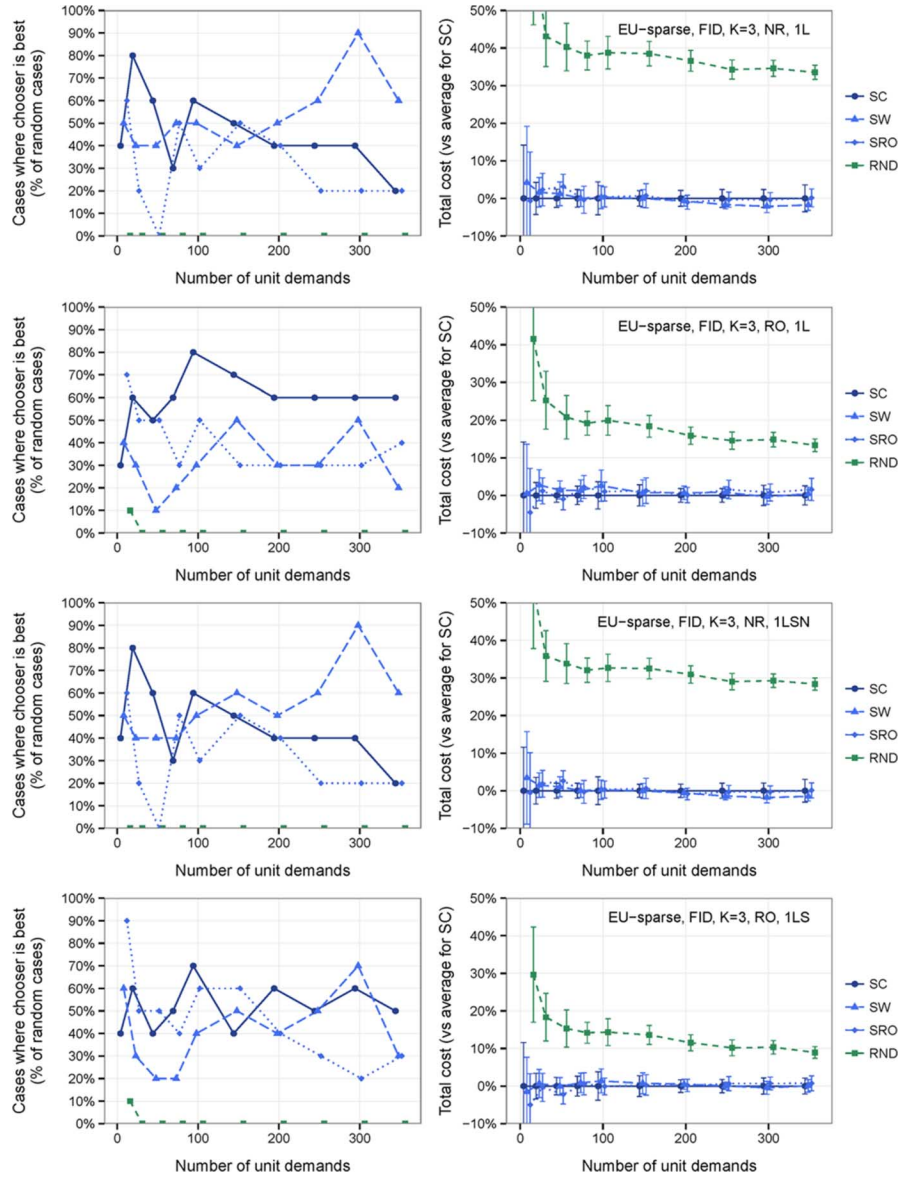 Cases where chooser is best
(% of random cases)
100%
90%
80%
70%
60%
50%
40%
30%
20%
10%
0%
0
100
200
300
Number of unit demands
Total cost (vs average for SC)
50%
40%
30%
20%
10%
0%
−10%
0
100
200
300
Number of unit demands
EU−sparse, FID, K=3, NR, 1L
SC
SW
SRO
RND
Cases where chooser is best
(% of random cases)
100%
90%
80%
70%
60%
50%
40%
30%
20%
10%
0%
0
100
200
300
Number of unit demands
Total cost (vs average for SC)
50%
40%
30%
20%
10%
0%
−10%
0
100
200
300
Number of unit demands
EU−sparse, FID, K=3, RO, 1L
SC
SW
SRO
RND
Cases where chooser is best
(% of random cases)
100%
90%
80%
70%
60%
50%
40%
30%
20%
10%
0%
0
100
200
300
Number of unit demands
Total cost (vs average for SC)
50%
40%
30%
20%
10%
0%
−10%
0
100
200
300
Number of unit demands
EU−sparse, FID, K=3, NR, 1LSN
SC
SW
SRO
RND
Cases where chooser is best
(% of random cases)
100%
90%
80%
70%
60%
50%
40%
30%
20%
10%
0%
0
100
200
300
Number of unit demands
Total cost (vs average for SC)
50%
40%
30%
20%
10%
0%
−10%
0
100
200
300
Number of unit demands
EU−sparse, FID, K=3, RO, 1LS
SC
SW
SRO
RND